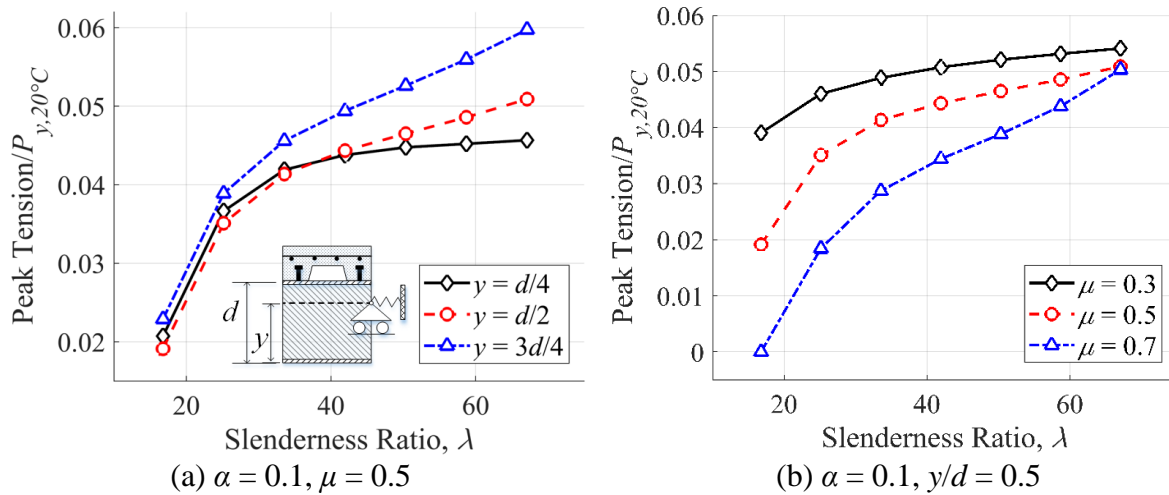 0.06
0.05
0.04
0.03
0.02
Peak Tension/P y,20°C
20 40 60
Slenderness Ratio, λ
d
y
y = d/4
y = d/2
y = 3d/4
(a) α = 0.1, μ = 0.5
0.06
0.05
0.04
0.03
0.02
0.01
0
Peak Tension/P y,20°C
20 40 60
Slenderness Ratio, λ
μ = 0.3
μ = 0.5
μ = 0.7
(b) α = 0.1, y/d = 0.5